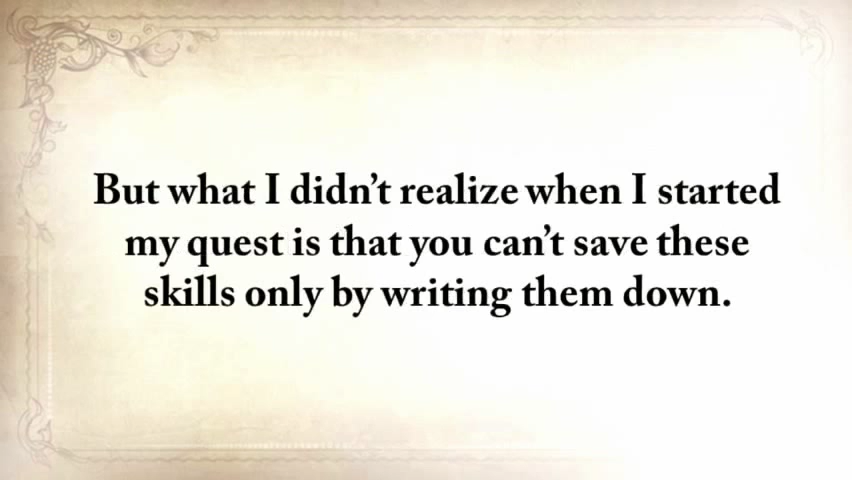 But what I didn’t realize when I started
my quest is that you can’t save these
skills only by writing them down.